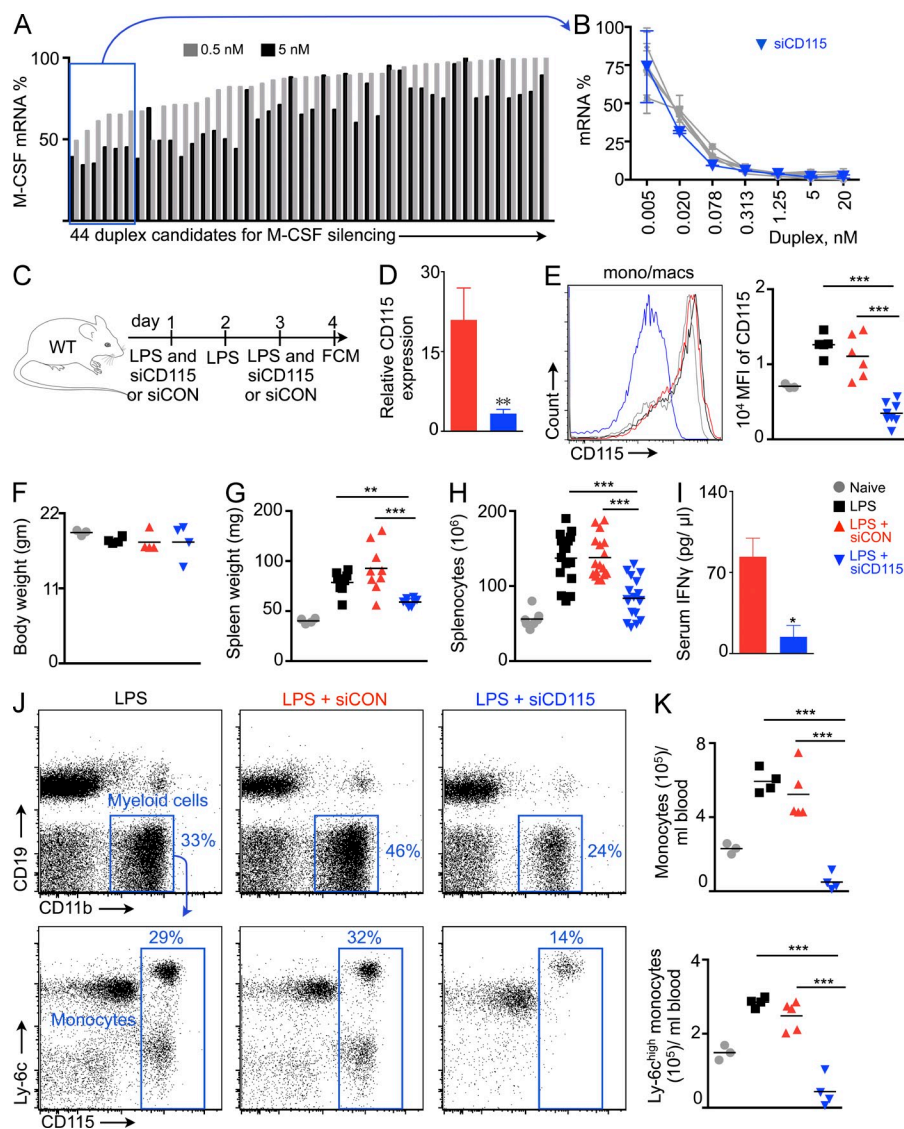 A
0.5 nM
5 nM
M-CSF mRNA %
100
50
44 duplex candidates for M-CSF silencing
B
siCD115
mRNA %
100
75
50
25
0
0.005
0.020
0.078
0.313
1.25
5
20
Duplex, nM
C
WT
day 1 2 3 4
LPS and siCD115 or siCON
LPS
LPS and siCD115 or siCON
FCM
D
Relative CD115 expression
30
15
0
**
E
mono/macs
Count
CD115
10⁴ MFI of CD115
2
1
0
***
***
F
Body weight (gm)
22
11
0
G
Spleen weight (mg)
200
100
50
0
**
***
H
Splenocytes (10⁶)
200
100
0
***
***
I
Serum IFNγ (pg/ μl)
140
70
0
*
Naive
LPS
LPS + siCON
LPS + siCD115
J
LPS
LPS + siCON
LPS + siCD115
Myeloid cells
33%
46%
24%
CD19
CD11b
29%
32%
14%
Monocytes
Ly-6c
CD115
K
Monocytes (10⁵)/ ml blood
8
4
0
***
***
Ly-6c^high monocytes (10⁵)/ ml blood
4
2
0
***
***